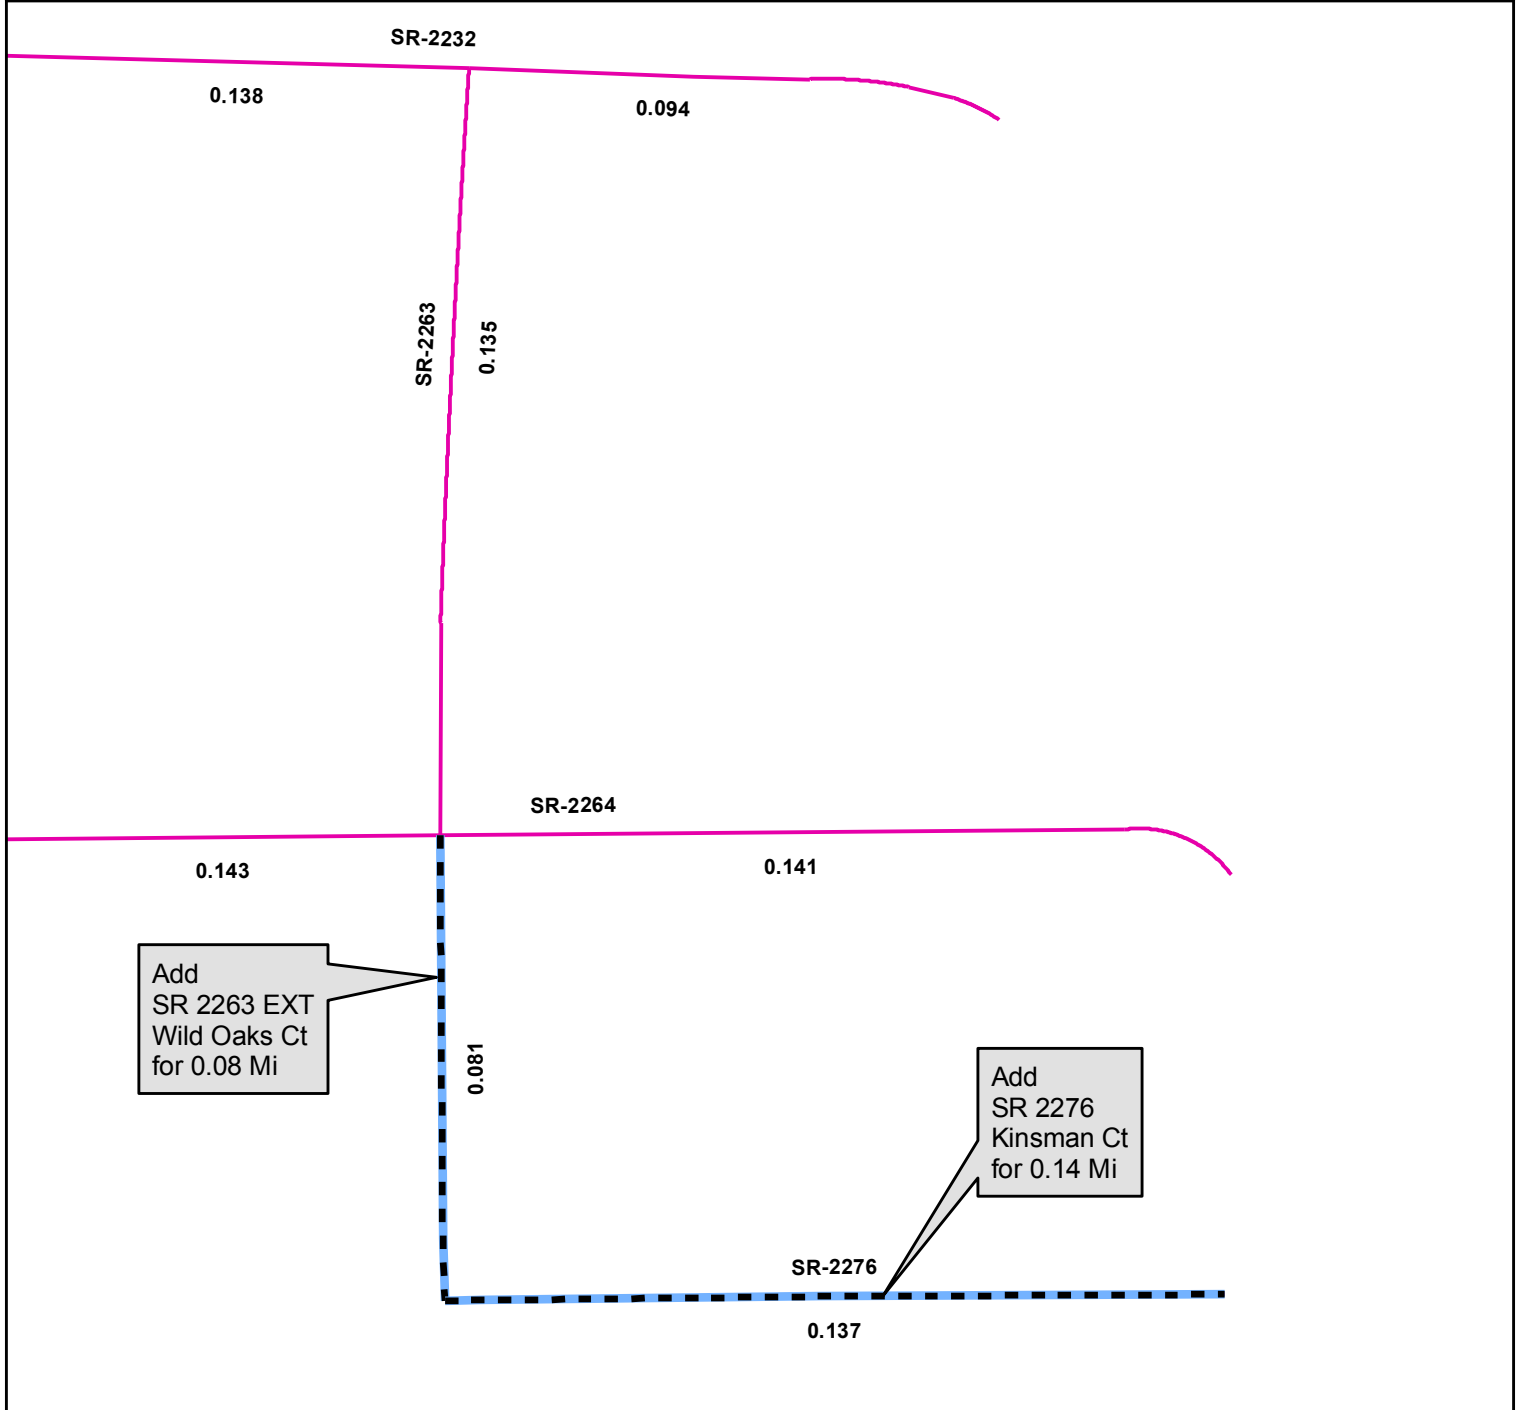 SR-2232
0.138
0.094
SR-2263
0.135
SR-2264
0.143
0.141
Add
SR 2263 EXT
Wild Oaks Ct
for 0.08 Mi
0.081
Add
SR 2276
Kinsman Ct
for 0.14 Mi
SR-2276
0.137